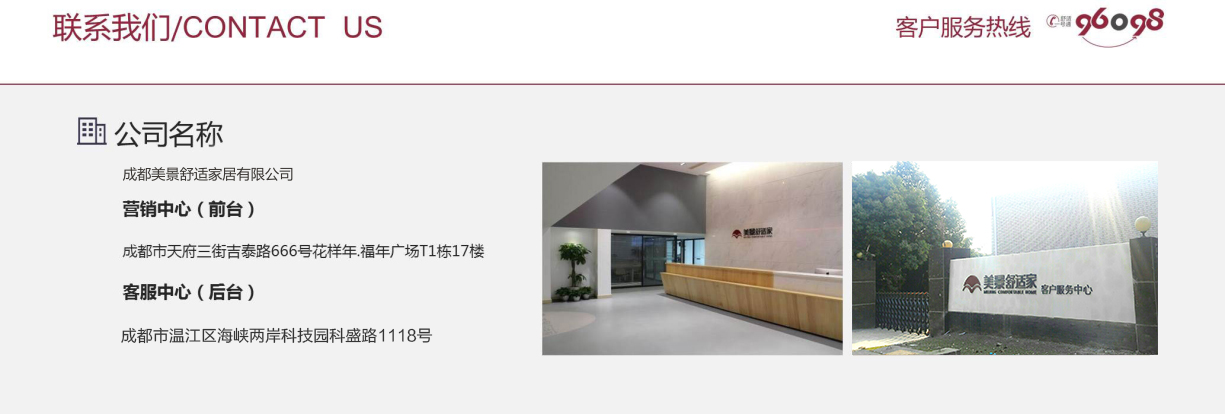 联系我们/CONTACT US
客户服务热线
96098
公司名称
成都美景舒适家居有限公司
营销中心（前台）
成都市天府三街吉泰路666号花样年.福年广场T1栋17楼
客服中心（后台）
成都市温江区海峡两岸科技园科盛路1118号
美景舒适家
美景舒适家
客户服务中心